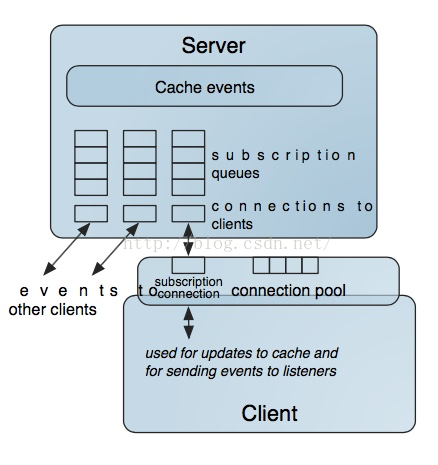 Server
Cache events
subscription
queues
connections to
clients
http://blog.csdn.net/
events to
other clients
subscription
connection
connection pool
used for updates to cache and
for sending events to listeners
Client